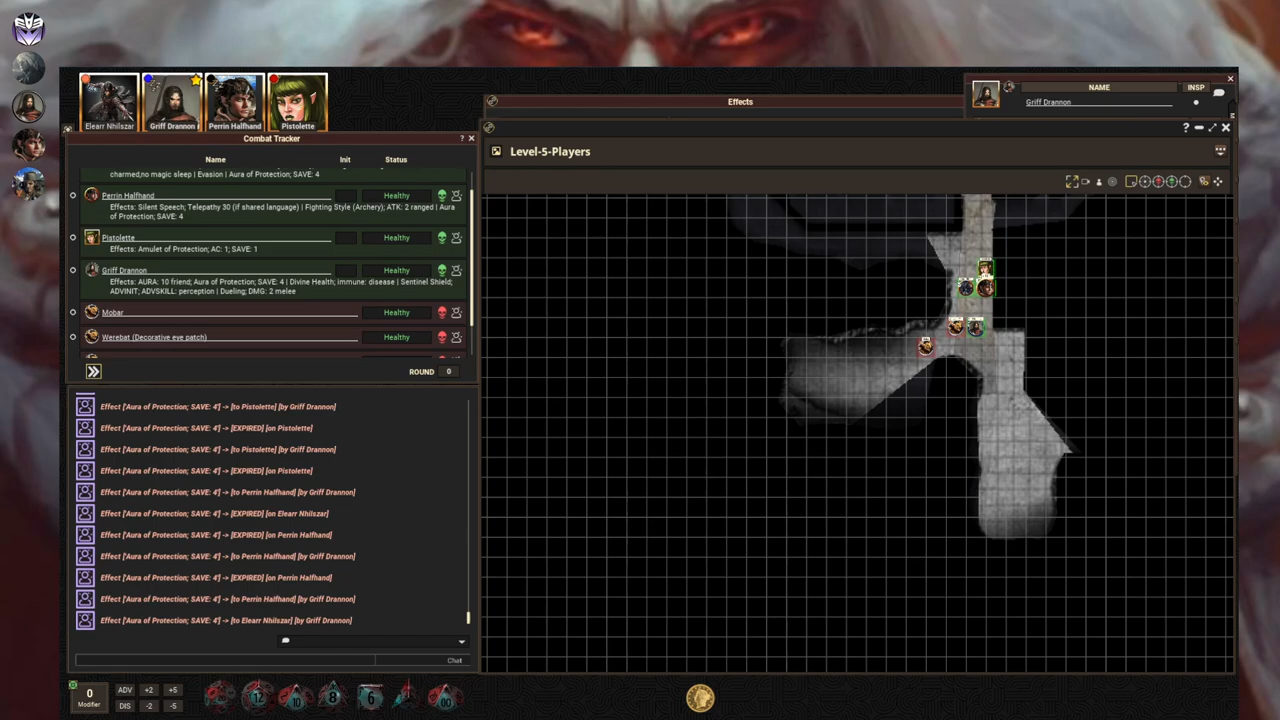 Elearr Nhilszar
Griff Drannon
Perrin Halfhand
Pistolette
Combat Tracker
?
Name
Init
Status
charmed,no magic sleep | Evasion | Aura of Protection; SAVE: 4
Perrin Halfhand
Healthy
Effects: Silent Speech; Telepathy 30 (if shared language) | Fighting Style (Archery); ATK: 2 ranged | Aura
of Protection; SAVE: 4
Pistolette
Healthy
Effects: Amulet of Protection; AC: 1; SAVE: 1
Griff Drannon
Healthy
Effects: AURA: 10 friend; Aura of Protection; SAVE: 4 | Divine Health; immune: disease | Sentinel Shield;
ADVINIT; ADVSKILL: perception | Dueling; DMG: 2 melee
Mobar
Healthy
Werebat (Decorative eye patch)
Healthy
ROUND
0
Effect ['Aura of Protection; SAVE: 4'] -> [to Pistolette] [by Griff Drannon]
Effect ['Aura of Protection; SAVE: 4'] -> [EXPIRED] [on Pistolette]
Effect ['Aura of Protection; SAVE: 4'] -> [to Pistolette] [by Griff Drannon]
Effect ['Aura of Protection; SAVE: 4'] -> [EXPIRED] [on Pistolette]
Effect ['Aura of Protection; SAVE: 4'] -> [to Perrin Halfhand] [by Griff Drannon]
Effect ['Aura of Protection; SAVE: 4'] -> [EXPIRED] [on Elearr Nhilszar]
Effect ['Aura of Protection; SAVE: 4'] -> [EXPIRED] [on Perrin Halfhand]
Effect ['Aura of Protection; SAVE: 4'] -> [to Perrin Halfhand] [by Griff Drannon]
Effect ['Aura of Protection; SAVE: 4'] -> [EXPIRED] [on Perrin Halfhand]
Effect ['Aura of Protection; SAVE: 4'] -> [to Perrin Halfhand] [by Griff Drannon]
Effect ['Aura of Protection; SAVE: 4'] -> [to Elearr Nhilszar] [by Griff Drannon]
Chat
Effects
NAME
INSP
Griff Drannon
?
Level-5-Players
0
Modifier
ADV
+2
+5
DIS
-2
-5
12
10
8
6
00